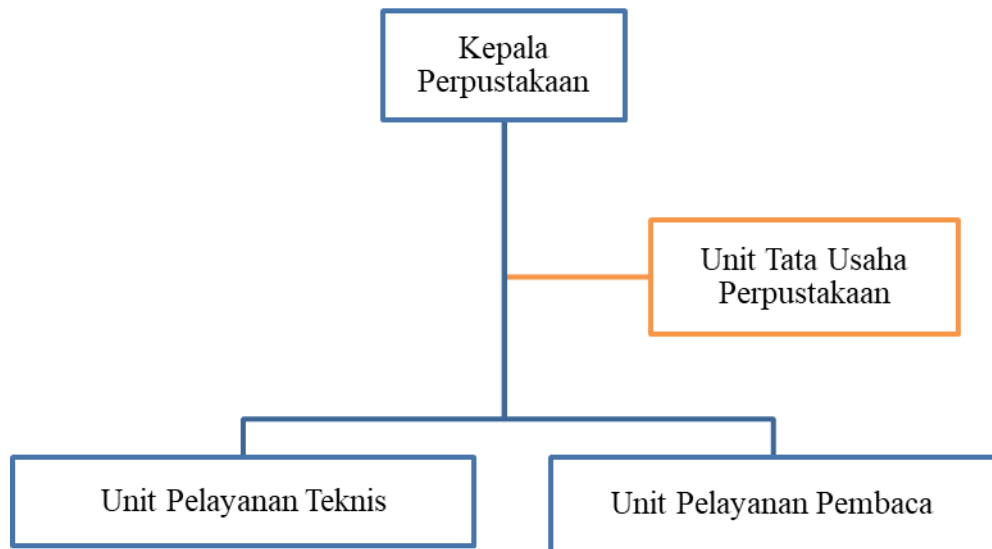 Kepala
Perpustakaan
Unit Tata Usaha
Perpustakaan
Unit Pelayanan Teknis
Unit Pelayanan Pembaca